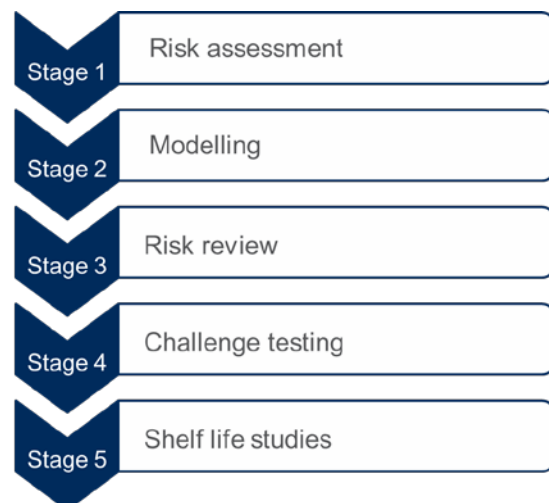 Stage 1
Risk assessment
Stage 2
Modelling
Stage 3
Risk review
Stage 4
Challenge testing
Stage 5
Shelf life studies